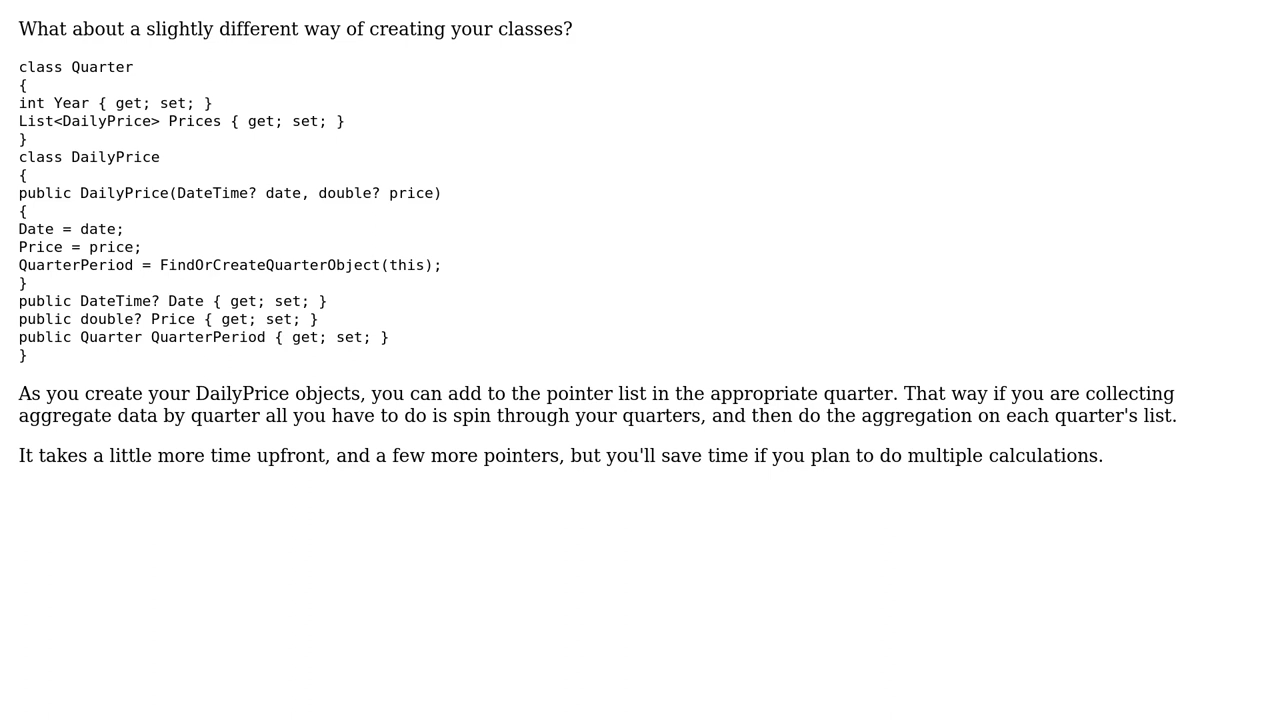 What about a slightly different way of creating your classes?
class Quarter
{
int Year { get; set; }
List<DailyPrice> Prices { get; set; }
}
class DailyPrice
{
public DailyPrice(DateTime? date, double? price)
{
Date = date;
Price = price;
QuarterPeriod = FindOrCreateQuarterObject(this);
}
public DateTime? Date { get; set; }
public double? Price { get; set; }
public Quarter QuarterPeriod { get; set; }
}
As you create your DailyPrice objects, you can add to the pointer list in the appropriate quarter. That way if you are collecting
aggregate data by quarter all you have to do is spin through your quarters, and then do the aggregation on each quarter's list.
It takes a little more time upfront, and a few more pointers, but you'll save time if you plan to do multiple calculations.